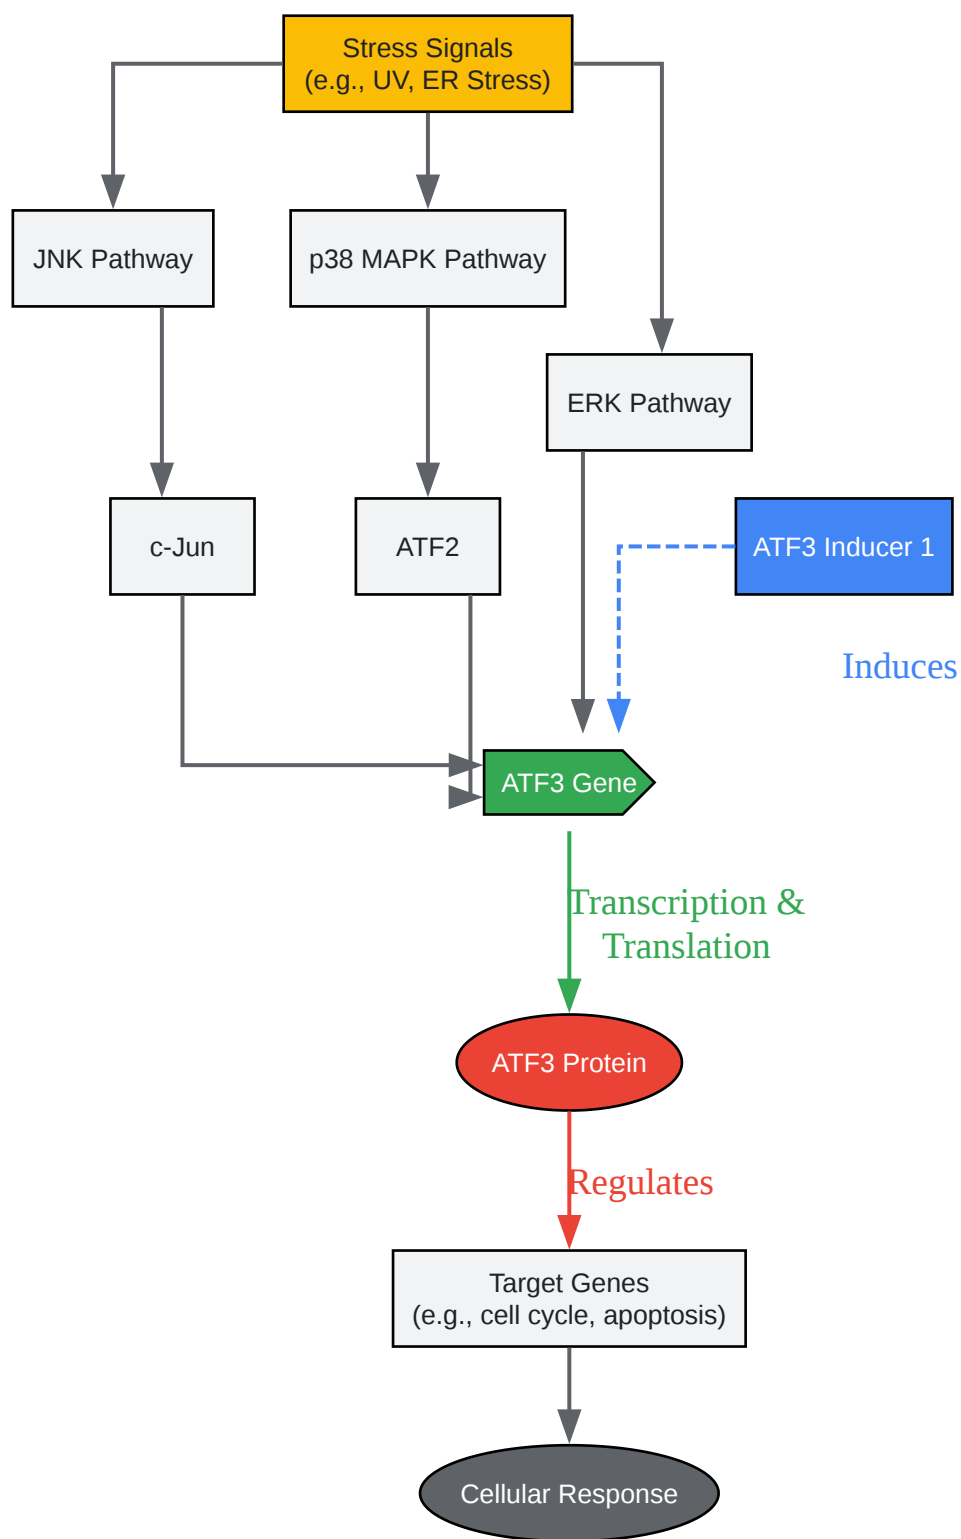 Stress Signals
(e.g., UV, ER Stress)
JNK Pathway
p38 MAPK Pathway
ERK Pathway
c-Jun
ATF2
ATF3 Inducer 1
Induces
ATF3 Gene
Transcription &
Translation
ATF3 Protein
Regulates
Target Genes
(e.g., cell cycle, apoptosis)
Cellular Response